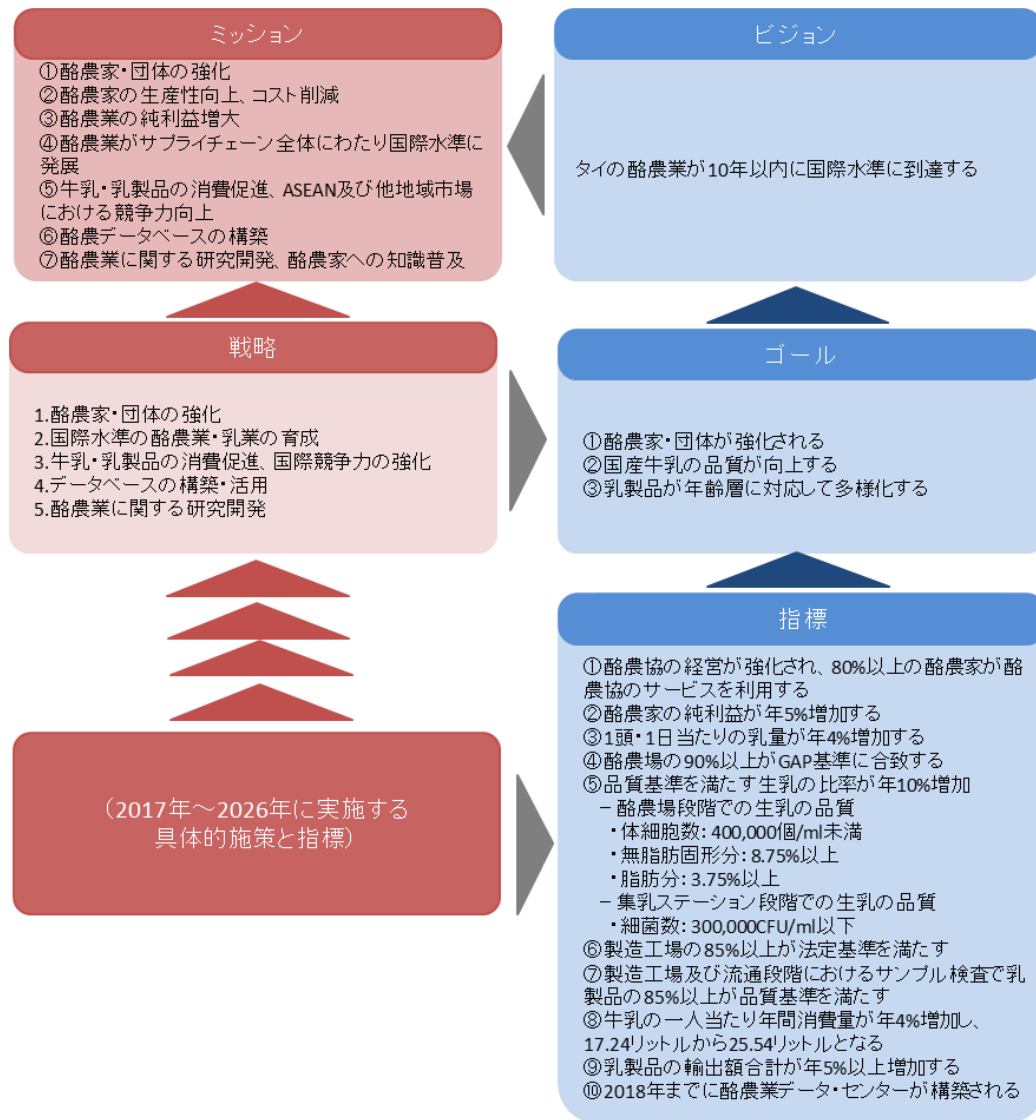 ミッション
①酪農家・団体の強化
②酪農家の生産性向上、コスト削減
③酪農業の純利益増大
④酪農業がサプライチェーン全体にわたり国際水準に
発展
⑤牛乳・乳製品の消費促進、ASEAN及び他地域市場
における競争力向上
⑥酪農データベースの構築
⑦酪農業に関する研究開発、酪農家への知識普及
ビジョン
タイの酪農業が10年以内に国際水準に到達する
戦略
1.酪農家・団体の強化
2.国際水準の酪農業・乳業の育成
3.牛乳・乳製品の消費促進、国際競争力の強化
4.データベースの構築・活用
5.酪農業に関する研究開発
ゴール
①酪農家・団体が強化される
②国産牛乳の品質が向上する
③乳製品が年齢層に対応して多様化する
(2017年～2026年に実施する
具体的施策と指標)
指標
①酪農協の経営が強化され、80%以上の酪農家が酪
農協のサービスを利用する
②酪農家の純利益が年5%増加する
③1頭・1日当たりの乳量が年4%増加する
④酪農場の90%以上がGAP基準に合致する
⑤品質基準を満たす生乳の比率が年10%増加
－ 酪農場段階での生乳の品質
・体細胞数: 400,000個/ml未満
・無脂肪固形分: 8.75%以上
・脂肪分: 3.75%以上
－ 集乳ステーション段階での生乳の品質
・細菌数: 300,000CFU/ml以下
⑥製造工場の85%以上が法定基準を満たす
⑦製造工場及び流通段階におけるサンプル検査で乳
製品の85%以上が品質基準を満たす
⑧牛乳の一人当たり年間消費量が年4%増加し、
17.24リットルから25.54リットルとなる
⑨乳製品の輸出額合計が年5%以上増加する
⑩2018年までに酪農業データ・センターが構築される